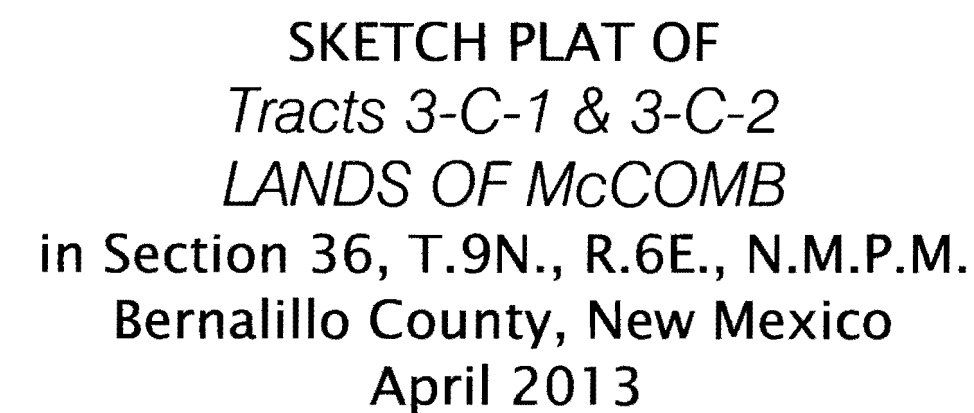 SKETCH PLAT OF
Tracts 3-C-1 & 3-C-2
LANDS OF McCOMB
in Section 36, T.9N., R.6E., N.M.P.M.
Bernalillo County, New Mexico
April 2013